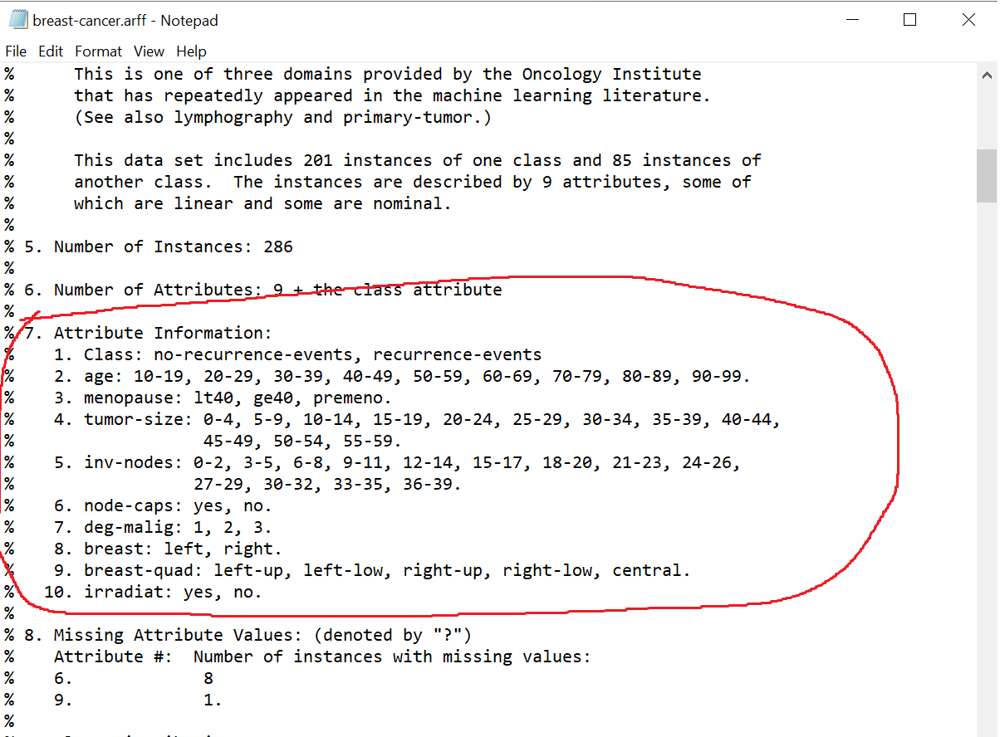 breast-cancer.arff - Notepad
File Edit Format View Help
% This is one of three domains provided by the Oncology Institute
% that has repeatedly appeared in the machine learning literature.
% (See also lymphography and primary-tumor.)
%
% This data set includes 201 instances of one class and 85 instances of
% another class.  The instances are described by 9 attributes, some of
% which are linear and some are nominal.
%
% 5. Number of Instances: 286
%
% 6. Number of Attributes: 9 + the class attribute
%
% 7. Attribute Information:
% 1. Class: no-recurrence-events, recurrence-events
% 2. age: 10-19, 20-29, 30-39, 40-49, 50-59, 60-69, 70-79, 80-89, 90-99.
% 3. menopause: lt40, ge40, premeno.
% 4. tumor-size: 0-4, 5-9, 10-14, 15-19, 20-24, 25-29, 30-34, 35-39, 40-44,
% 45-49, 50-54, 55-59.
% 5. inv-nodes: 0-2, 3-5, 6-8, 9-11, 12-14, 15-17, 18-20, 21-23, 24-26,
% 27-29, 30-32, 33-35, 36-39.
% 6. node-caps: yes, no.
% 7. deg-malig: 1, 2, 3.
% 8. breast: left, right.
% 9. breast-quad: left-up, left-low, right-up, right-low, central.
% 10. irradiat: yes, no.
%
% 8. Missing Attribute Values: (denoted by "?")
% Attribute #:  Number of instances with missing values:
% 6. 8
% 9. 1.
%